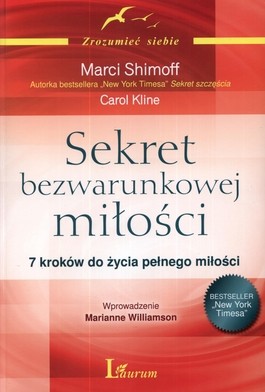 Zrozumieć siebie
Marci Shimoff
Autorka bestsellera „New York Timesa" Sekret szczęścia
Carol Kline
Sekret
bezwarunkowej
miłości
7 kroków do życia pełnego miłości
BESTSELLER
„New York
Timesa"
Wprowadzenie
Marianne Williamson
Laurum